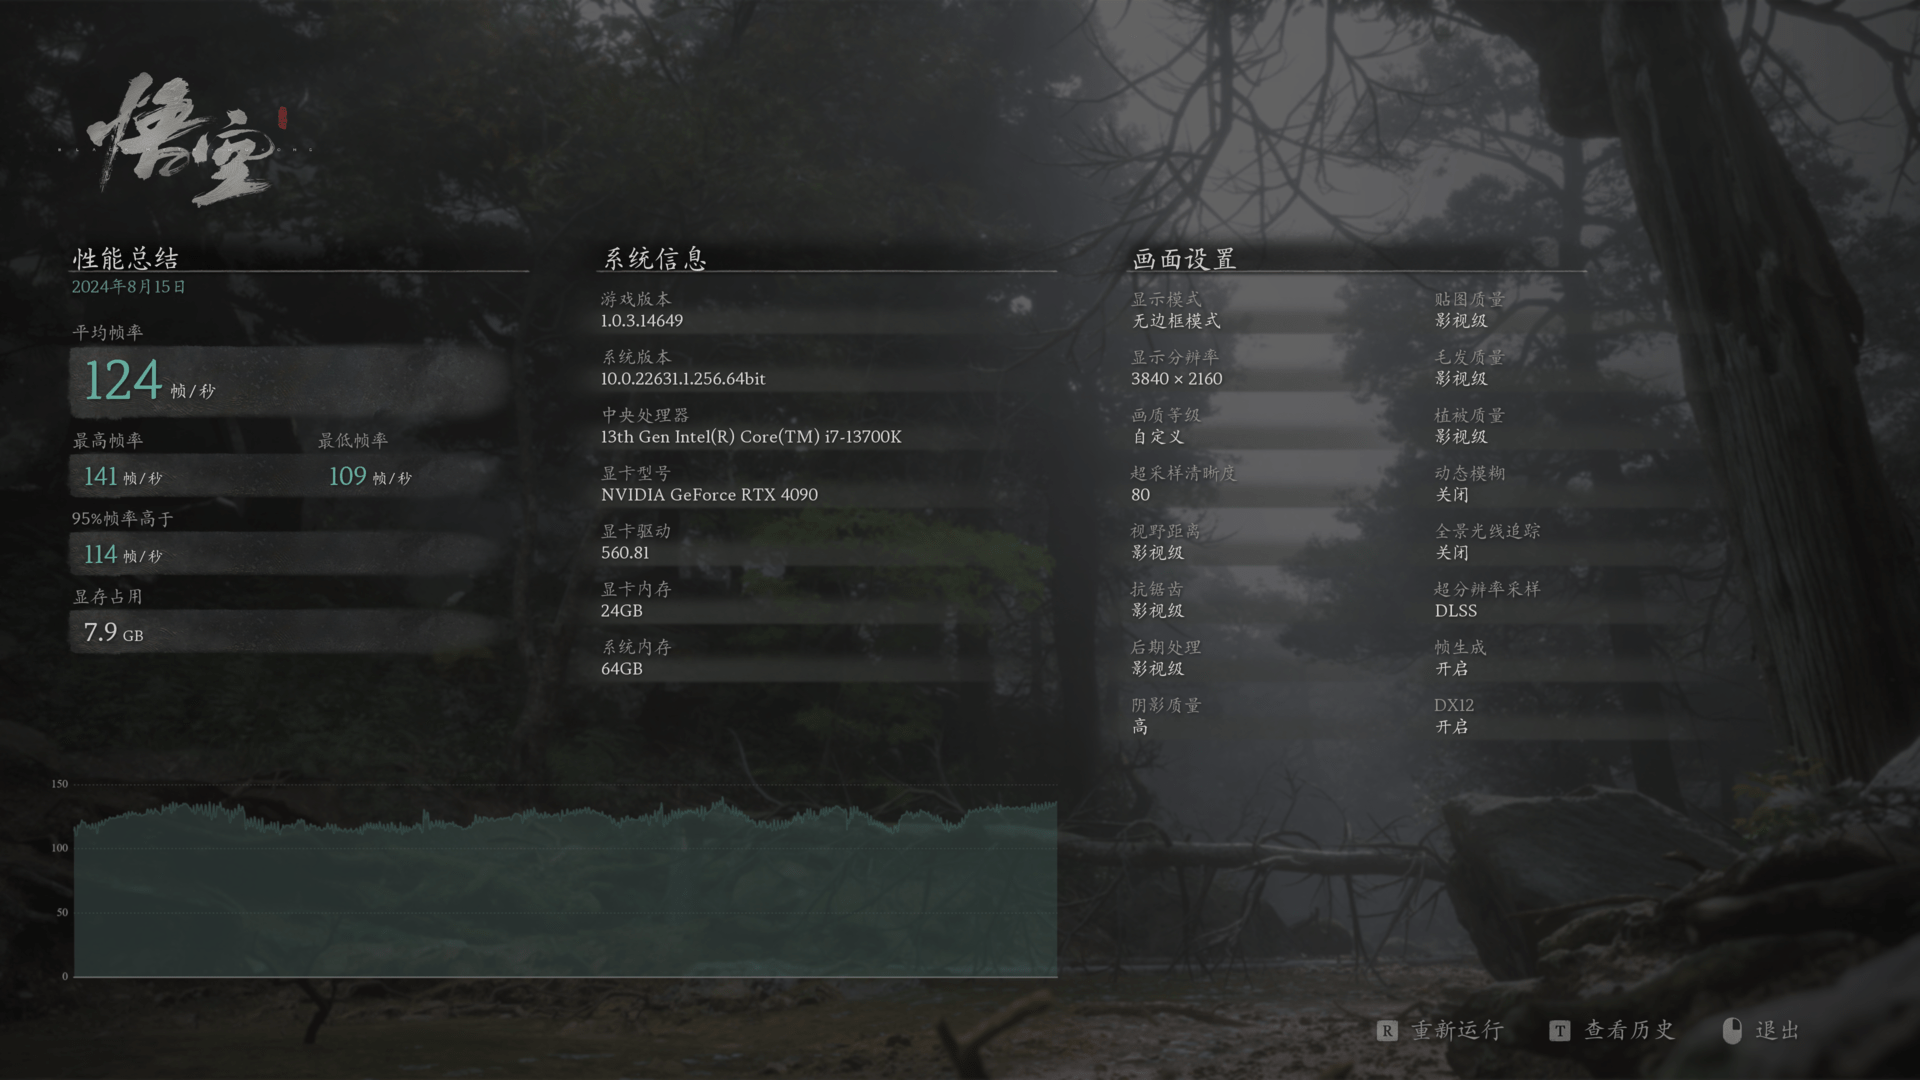 悟空
性能总结
2024年8月15日
平均帧率
124 帧/秒
最高帧率 最低帧率
141 帧/秒 109 帧/秒
95%帧率高于
114 帧/秒
显存占用
7.9 GB
系统信息
游戏版本
1.0.3.14649
系统版本
10.0.22631.1.256.64bit
中央处理器
13th Gen Intel(R) Core(TM) i7-13700K
显卡型号
NVIDIA GeForce RTX 4090
显卡驱动
560.81
显卡内存
24GB
系统内存
64GB
画面设置
显示模式
无边框模式
显示分辨率
3840 × 2160
画质等级
自定义
超采样清晰度
80
视野距离
影视级
抗锯齿
影视级
后期处理
影视级
阴影质量
高
贴图质量
影视级
毛发质量
影视级
植被质量
影视级
动态模糊
关闭
全景光线追踪
关闭
超分辨率采样
DLSS
帧生成
开启
DX12
开启
150
100
50
0
R 重新运行 T 查看历史 退出